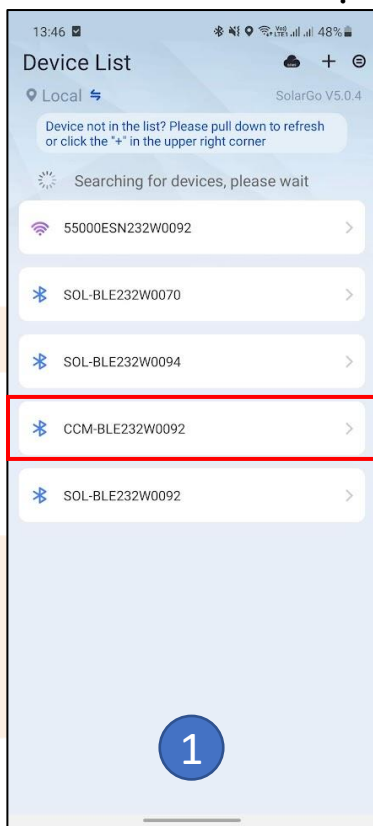 13:46 48%
Device List
Local SolarGo V5.0.4
Device not in the list? Please pull down to refresh
or click the "+" in the upper right corner
Searching for devices, please wait
55000ESN232W0092
SOL-BLE232W0070
SOL-BLE232W0094
CCM-BLE232W0092
SOL-BLE232W0092
1